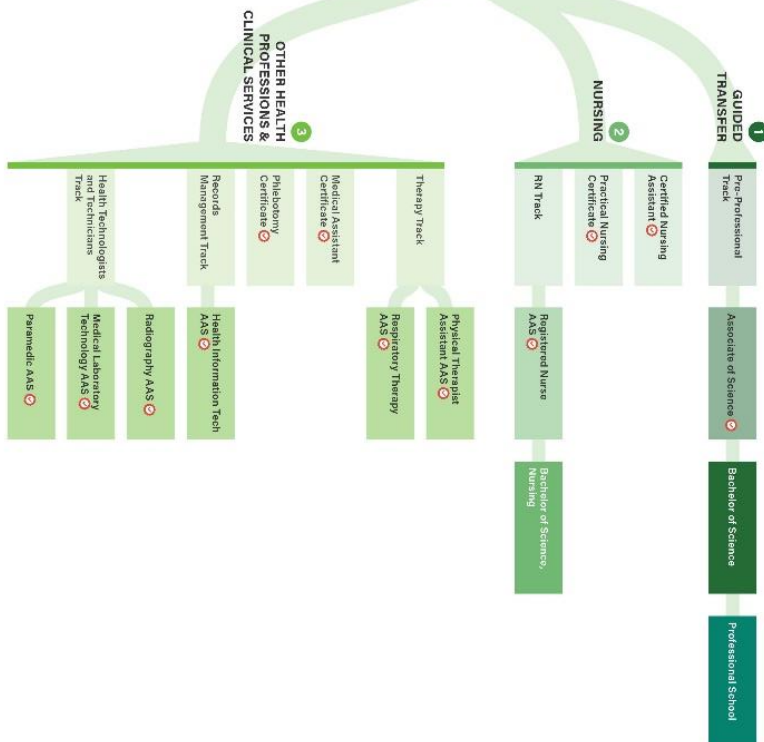 1
GUIDED
TRANSFER
Pre-Professional
Track
Associate of Science
Bachelor of Science
Professional School
2
NURSING
Certified Nursing
Assistant
Practical Nursing
Certificate
RN Track
Registered Nurse
AAS
Bachelor of Science,
Nursing
3
OTHER HEALTH
PROFESSIONS &
CLINICAL SERVICES
Therapy Track
Physical Therapist
Assistant AAS
Respiratory Therapy
AAS
Medical Assistant
Certificate
Phlebotomy
Certificate
Records
Management Track
Health Information Tech
AAS
Health Technologists
and Technicians
Track
Radiography AAS
Medical Laboratory
Technology AAS
Paramedic AAS